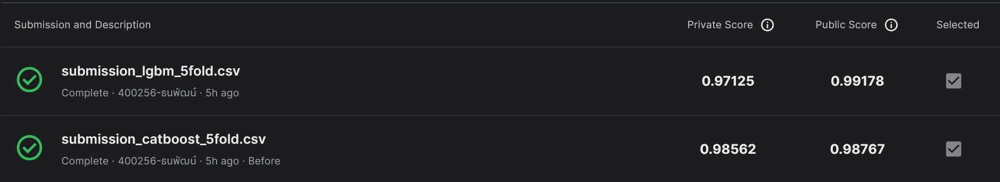 Submission and Description Private Score Public Score Selected
submission_lgbm_5fold.csv 0.97125 0.99178
Complete · 400256-ธนพัฒน์ · 5h ago
submission_catboost_5fold.csv 0.98562 0.98767
Complete · 400256-ธนพัฒน์ · 5h ago · Before